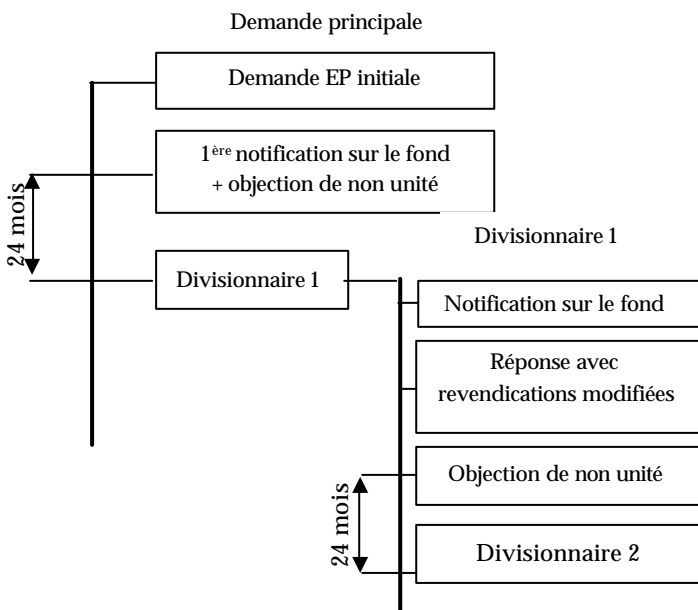 Demande principale
Demande EP initiale
1ère notification sur le fond
+ objection de non unité
24 mois
Divisionnaire 1
Divisionnaire 1
Notification sur le fond
Réponse avec
revendications modifiées
Objection de non unité
24 mois
Divisionnaire 2